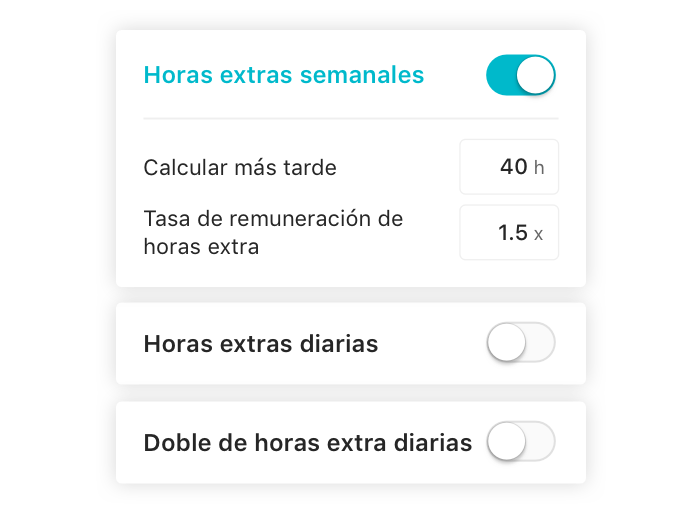 Horas extras semanales
Calcular más tarde
40 h
Tasa de remuneración de
horas extra
1.5 x
Horas extras diarias
Doble de horas extra diarias